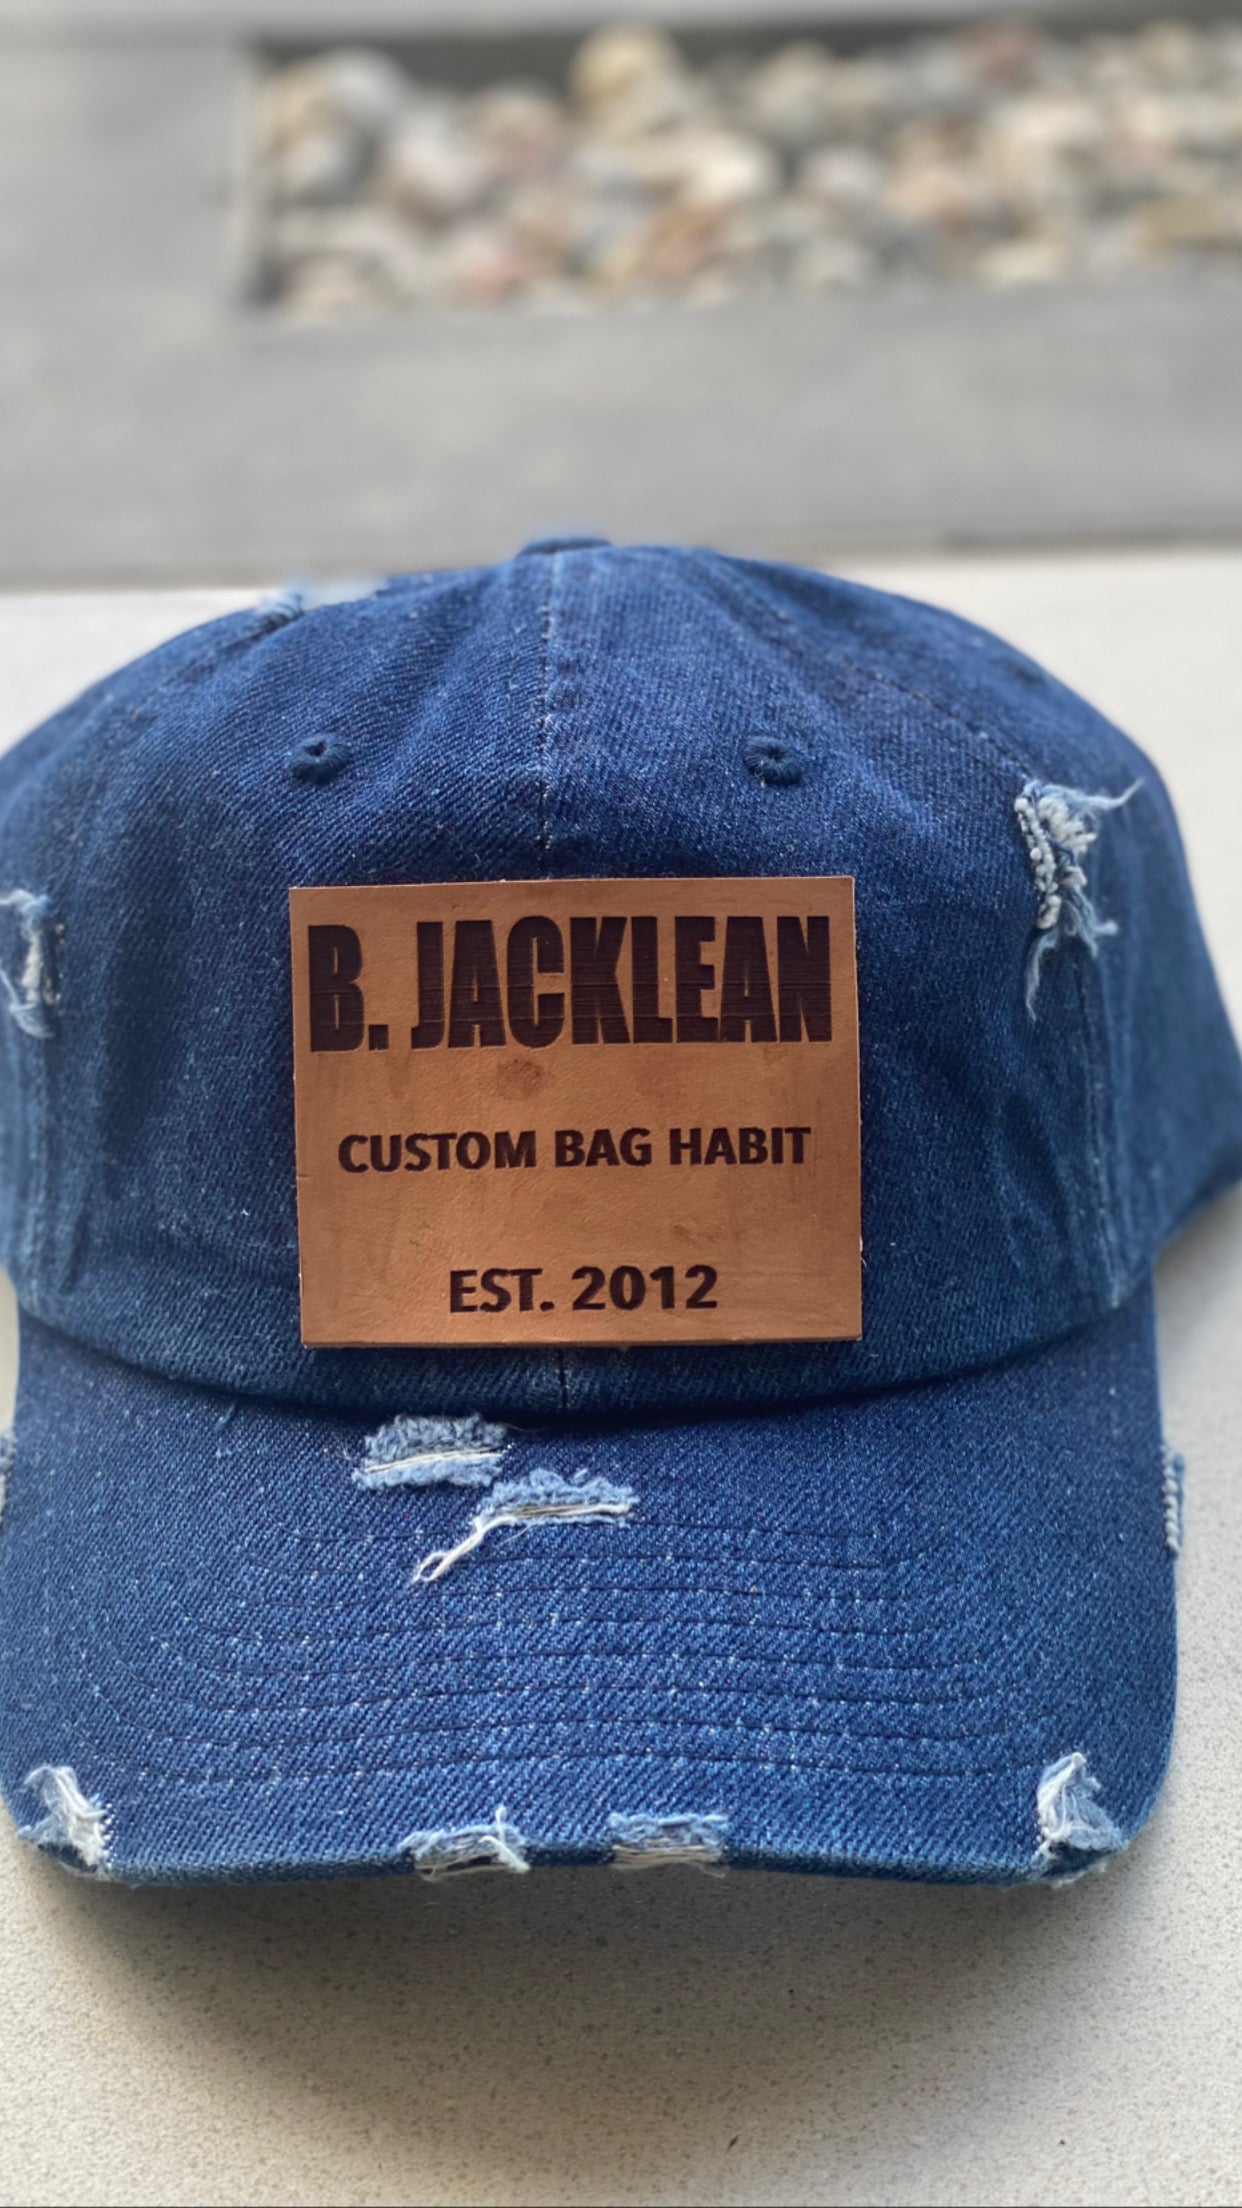 B. JACKLEAN
CUSTOM BAG HABIT
EST. 2012